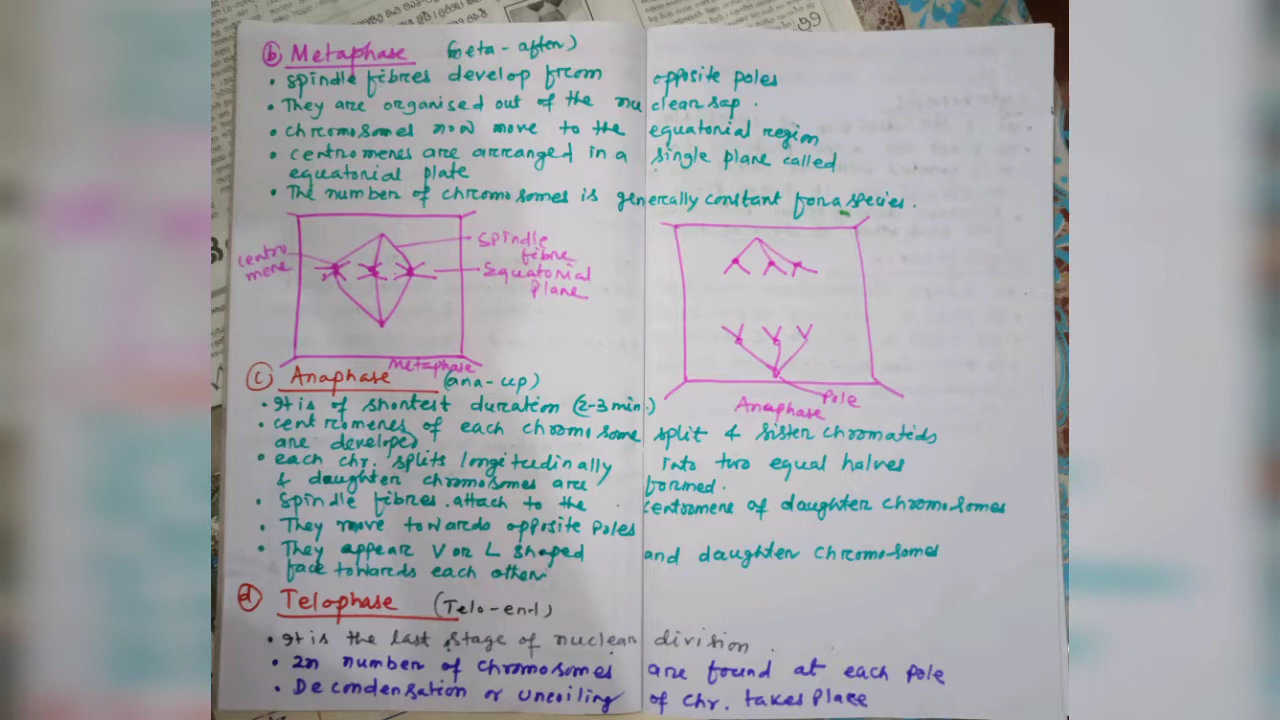 (b) Metaphase (meta - after)
• spindle fibres develop from opposite poles
• They are organised out of the nuclear sap.
• chromosomes now move to the equatorial region
• centromeres are arranged in a single plane called
equatorial plate
• The number of chromosomes is generally constant for a species.
centro
mere
spindle
fibre
Equatorial
plane
Metaphase
Pole
Anaphase
(c) Anaphase (ana-up)
• It is of shortest duration (2-3 min.)
• centromeres of each chromosome split & sister chromatids
are developed
• each chr. splits longitudinally into two equal halves
& daughter chromosomes are formed.
• spindle fibres attach to the centromere of daughter chromosomes
• They move towards opposite poles
• They appear V or L shaped and daughter chromosomes
face towards each other.
(d) Telophase (Telo-end)
• It is the last stage of nuclear division.
• 2n number of chromosomes are found at each pole
• Decondensation or uncoiling of chr. takes place